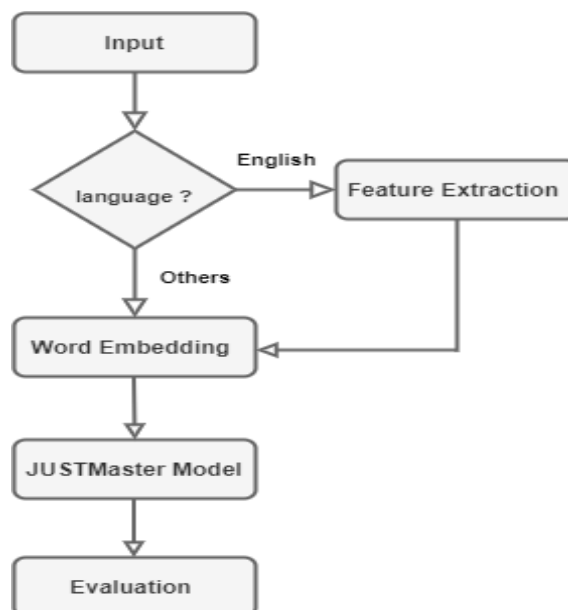 Input
English
language ?
Feature Extraction
Others
Word Embedding
JUSTMaster Model
Evaluation